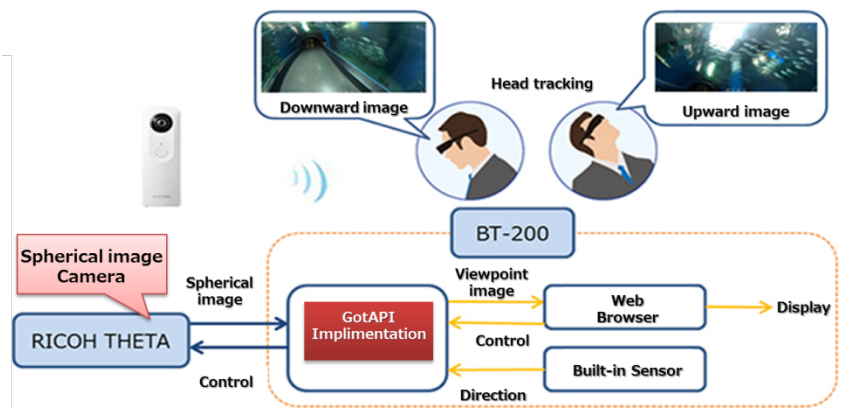 Head tracking
Downward image
Upward image
BT-200
Spherical image
Camera
Spherical
image
Viewpoint
image
GotAPI
Implimentation
Web
Browser
Display
RICOH THETA
Control
Control
Built-in Sensor
Direction